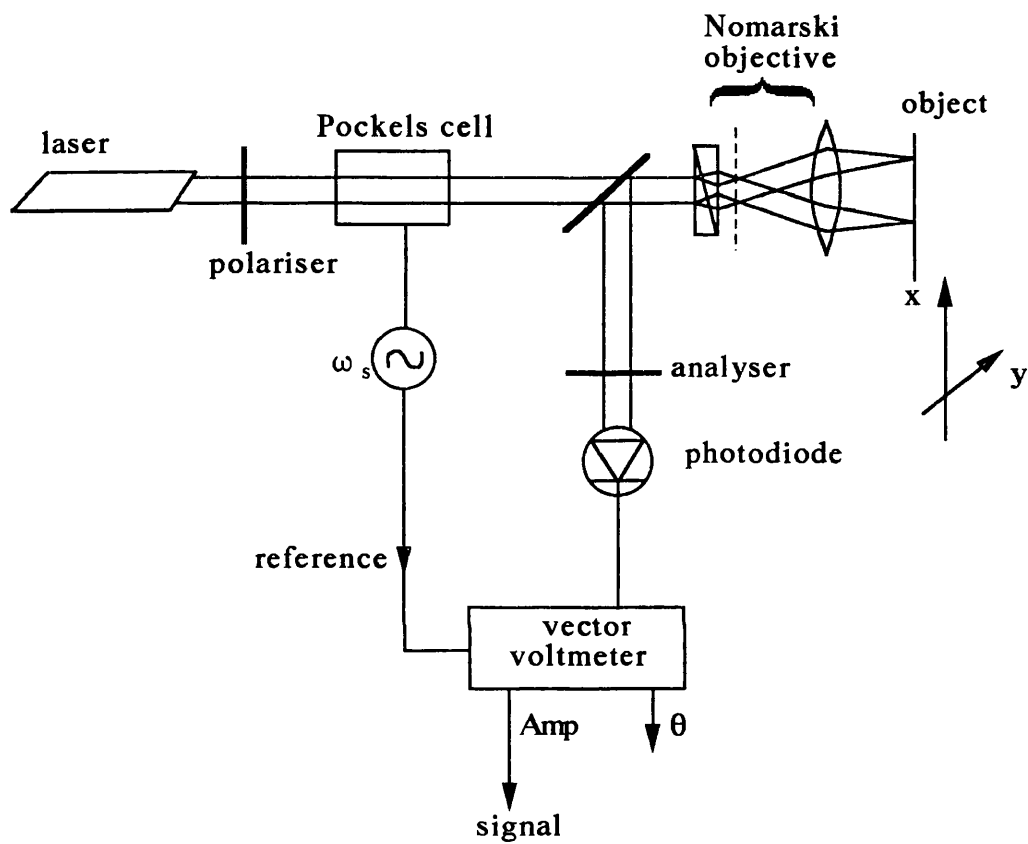 Nomarski
objective
object
laser
Pockels cell
polariser
x
y
ω s
analyser
photodiode
reference
vector
voltmeter
Amp
θ
signal